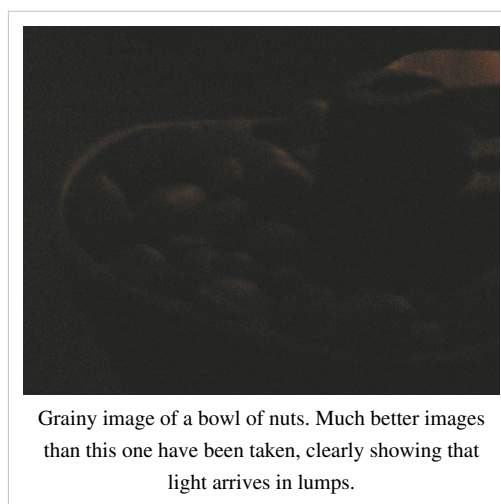 Grainy image of a bowl of nuts. Much better images
than this one have been taken, clearly showing that
light arrives in lumps.